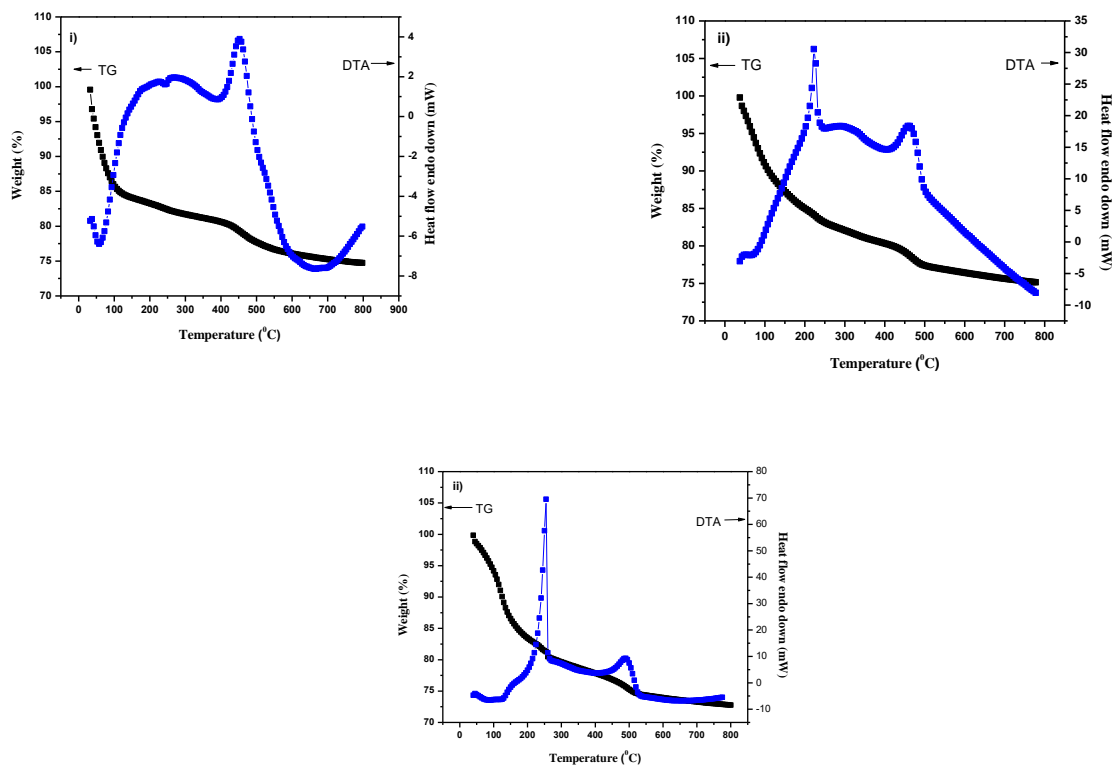 i)
TG
DTA
110
105
100
95
90
85
80
75
70
Weight (%)
4
2
0
-2
-4
-6
-8
Heat flow endo down (mW)
0 100 200 300 400 500 600 700 800 900
Temperature (⁰C)
ii)
TG
DTA
110
105
100
95
90
85
80
75
70
Weight (%)
35
30
25
20
15
10
5
0
-5
-10
Heat flow endo down (mW)
0 100 200 300 400 500 600 700 800
Temperature (⁰C)
ii)
TG
DTA
110
105
100
95
90
85
80
75
70
Weight (%)
80
70
60
50
40
30
20
10
0
-10
Heat flow endo down (mW)
0 100 200 300 400 500 600 700 800
Temperature (⁰C)